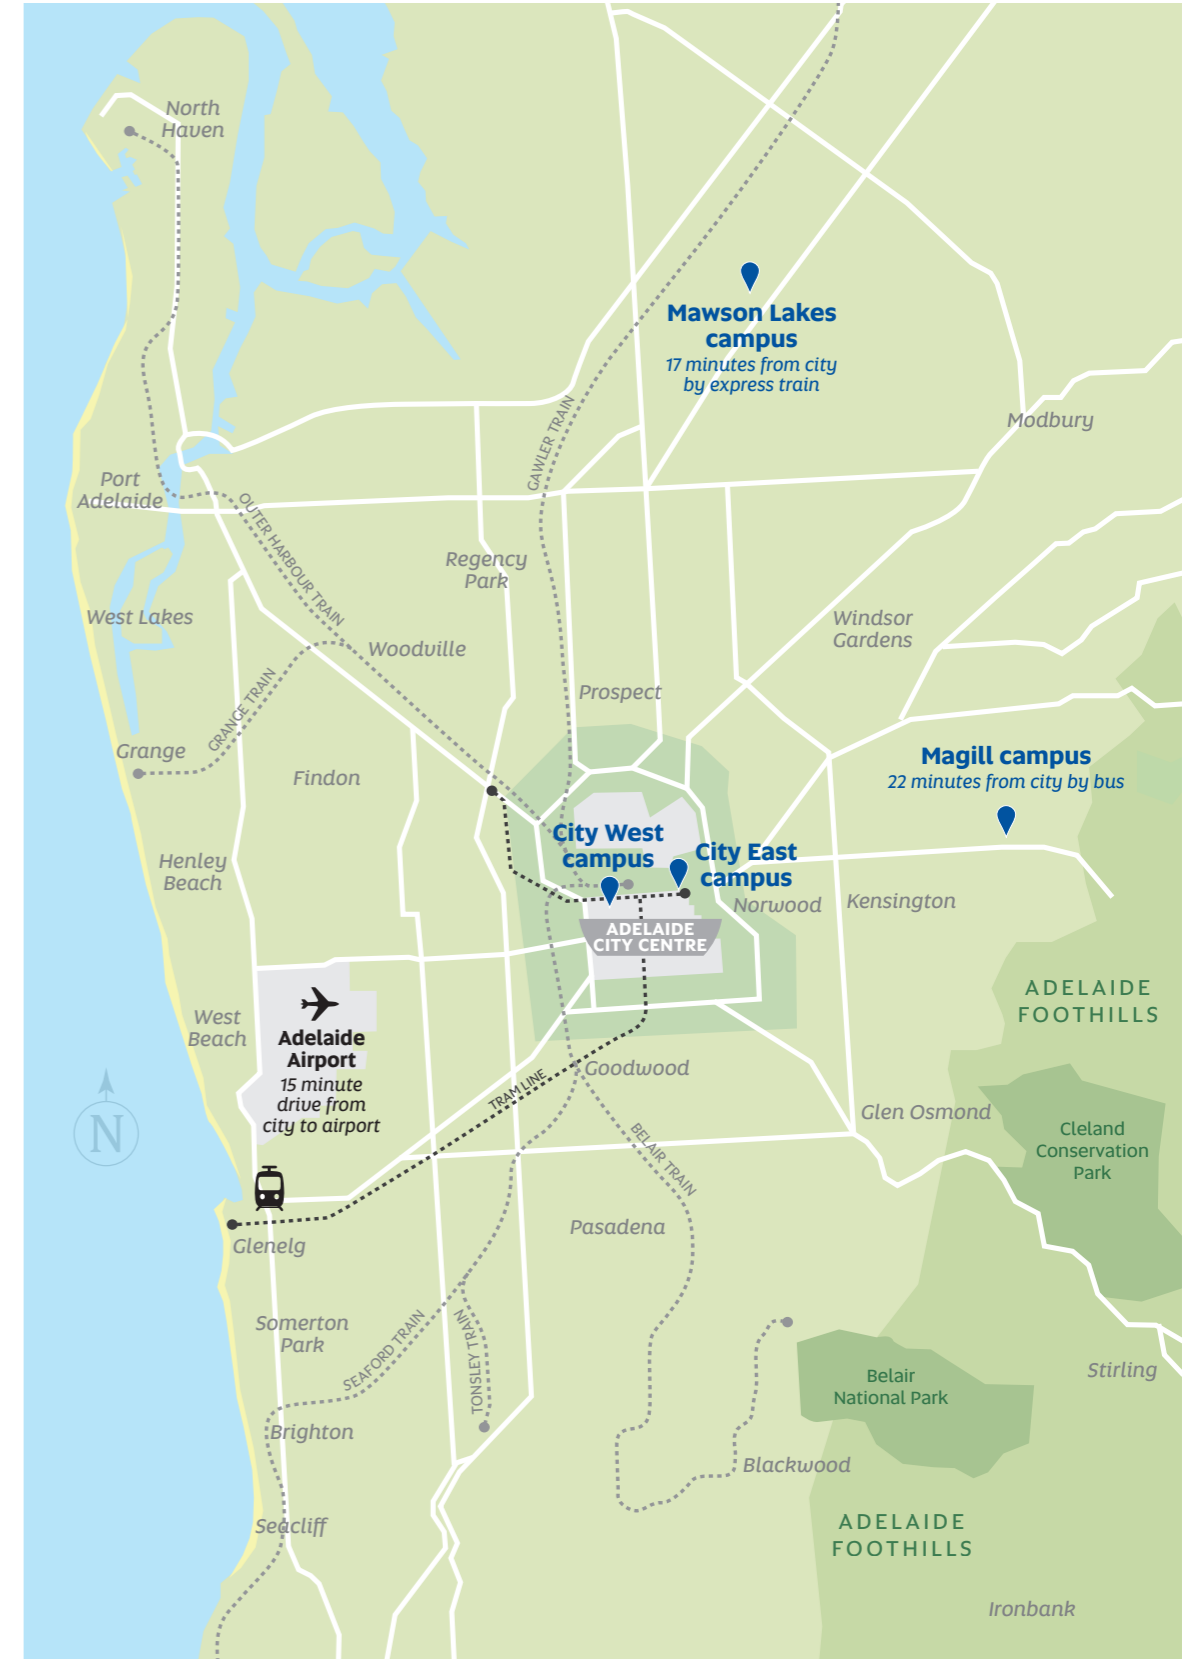 North
Haven
Mawson Lakes
campus
17 minutes from city
by express train
GAWLER TRAIN
Modbury
Port
Adelaide
OUTER HARBOUR TRAIN
Regency
Park
West Lakes
Woodville
Windsor
Gardens
GRANGE TRAIN
Prospect
Grange
Findon
Magill campus
22 minutes from city by bus
City West
campus
City East
campus
Henley
Beach
Norwood
Kensington
ADELAIDE
CITY CENTRE
ADELAIDE
FOOTHILLS
West
Beach
Adelaide
Airport
15 minute
drive from
city to airport
Goodwood
TRAM LINE
N
Glen Osmond
BELAIR TRAIN
Cleland
Conservation
Park
Pasadena
Glenelg
Somerton
Park
SEAFORD TRAIN
TONSLEY TRAIN
Stirling
Belair
National Park
Brighton
Blackwood
Seacliff
ADELAIDE
FOOTHILLS
Ironbank